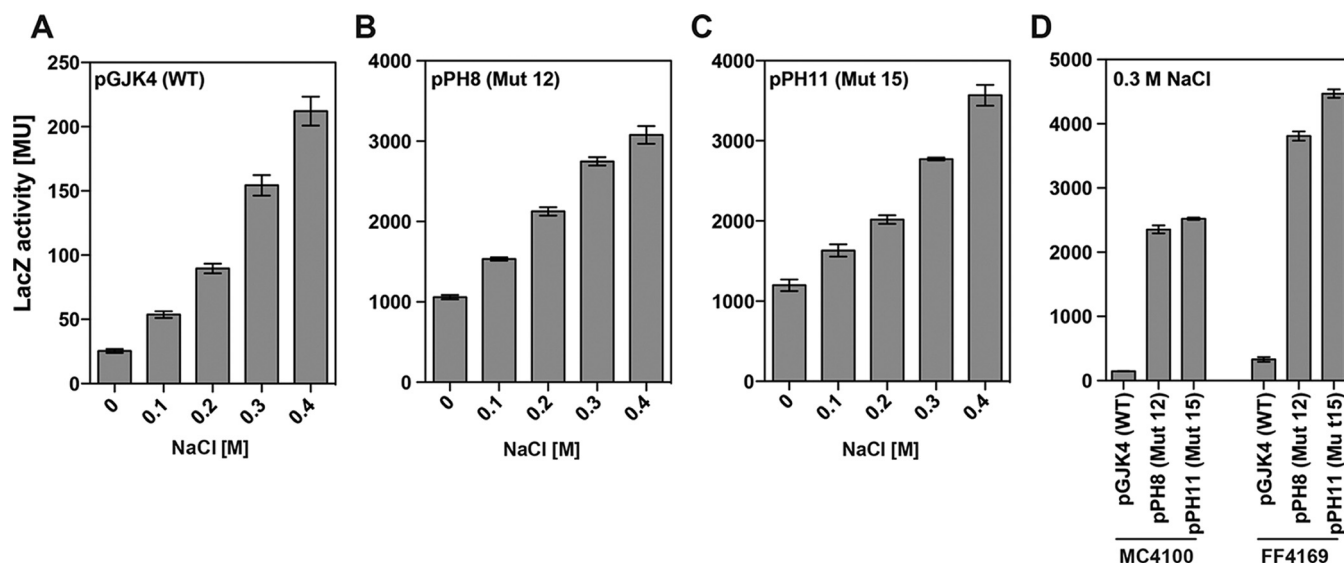 A
B
C
D
LacZ activity [MU]
250
200
150
100
50
0
pGJK4 (WT)
0 0.1 0.2 0.3 0.4
NaCl [M]
4000
3000
2000
1000
0
pPH8 (Mut 12)
0 0.1 0.2 0.3 0.4
NaCl [M]
4000
3000
2000
1000
0
pPH11 (Mut 15)
0 0.1 0.2 0.3 0.4
NaCl [M]
5000
4000
3000
2000
1000
0
0.3 M NaCl
pGJK4 (WT)
pPH8 (Mut 12)
pPH11 (Mut 15)
pGJK4 (WT)
pPH8 (Mut 12)
pPH11 (Mu t15)
MC4100
FF4169